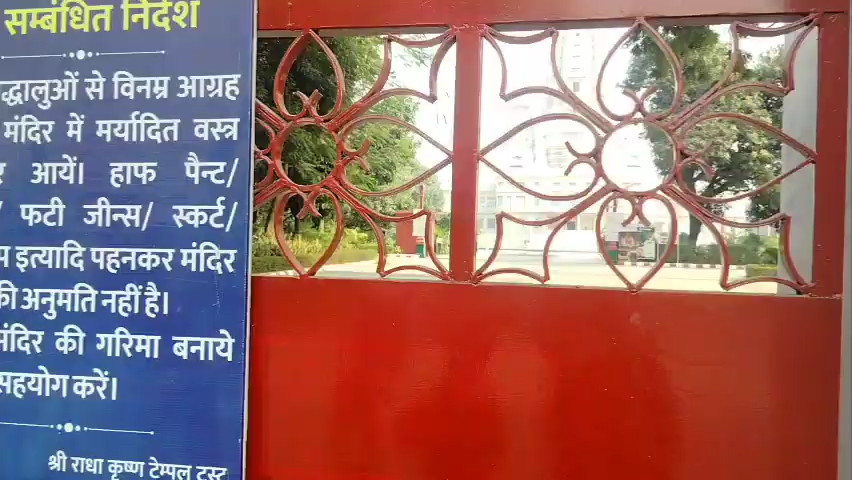 सम्बंधित निर्देश
से विनम्र आग्रह
मंदिर में मर्यादित वस्त्र
आयें। हाफ पैन्ट/
फटी जीन्स/ स्कर्ट/
इत्यादि पहनकर मंदिर
की अनुमति नहीं है।
मंदिर की गरिमा बनाये
सहयोग करें।
श्री राधा कृष्ण टेम्पल ट्रस्ट